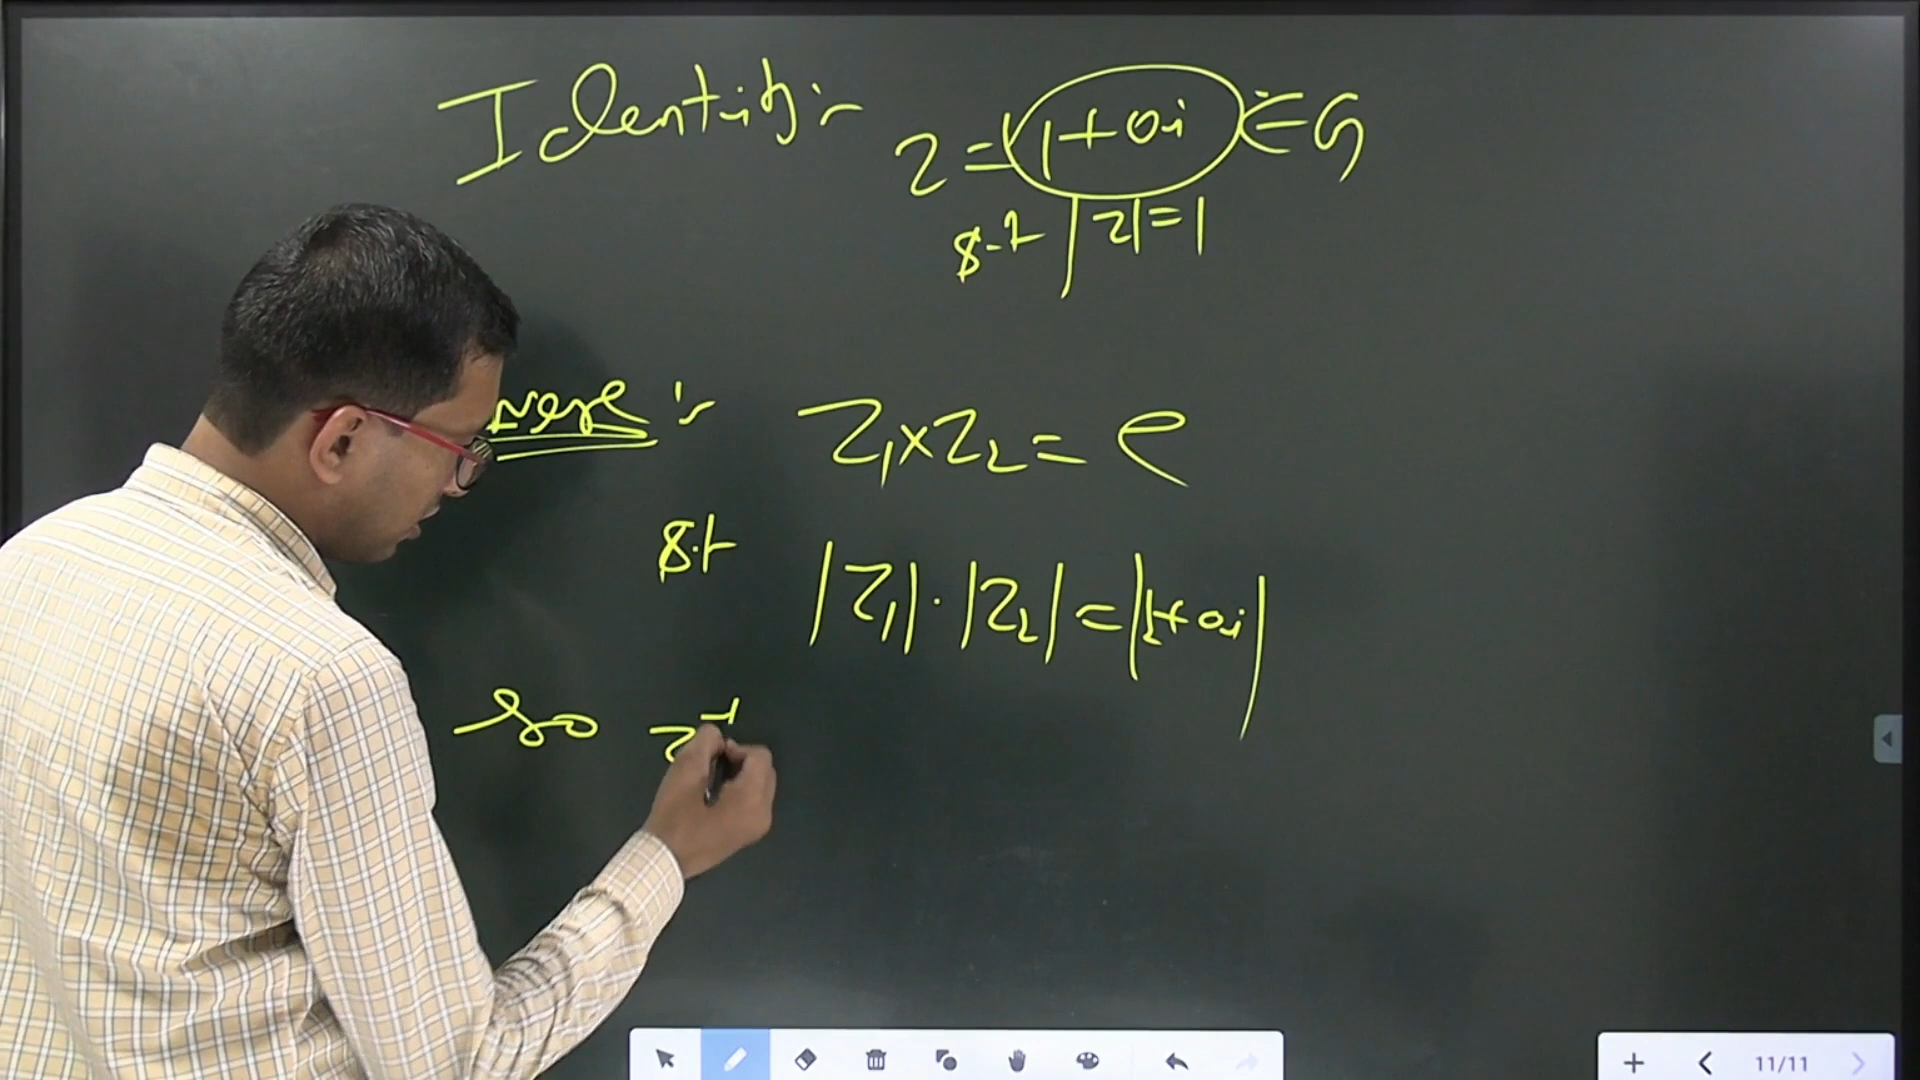 Identity:-
z = 1+0i ∈ G
s.t |z|=1
verse :-
z₁×z₂ = e
s.t |z₁|·|z₂| = |1+0i|
so z⁻¹
11/11